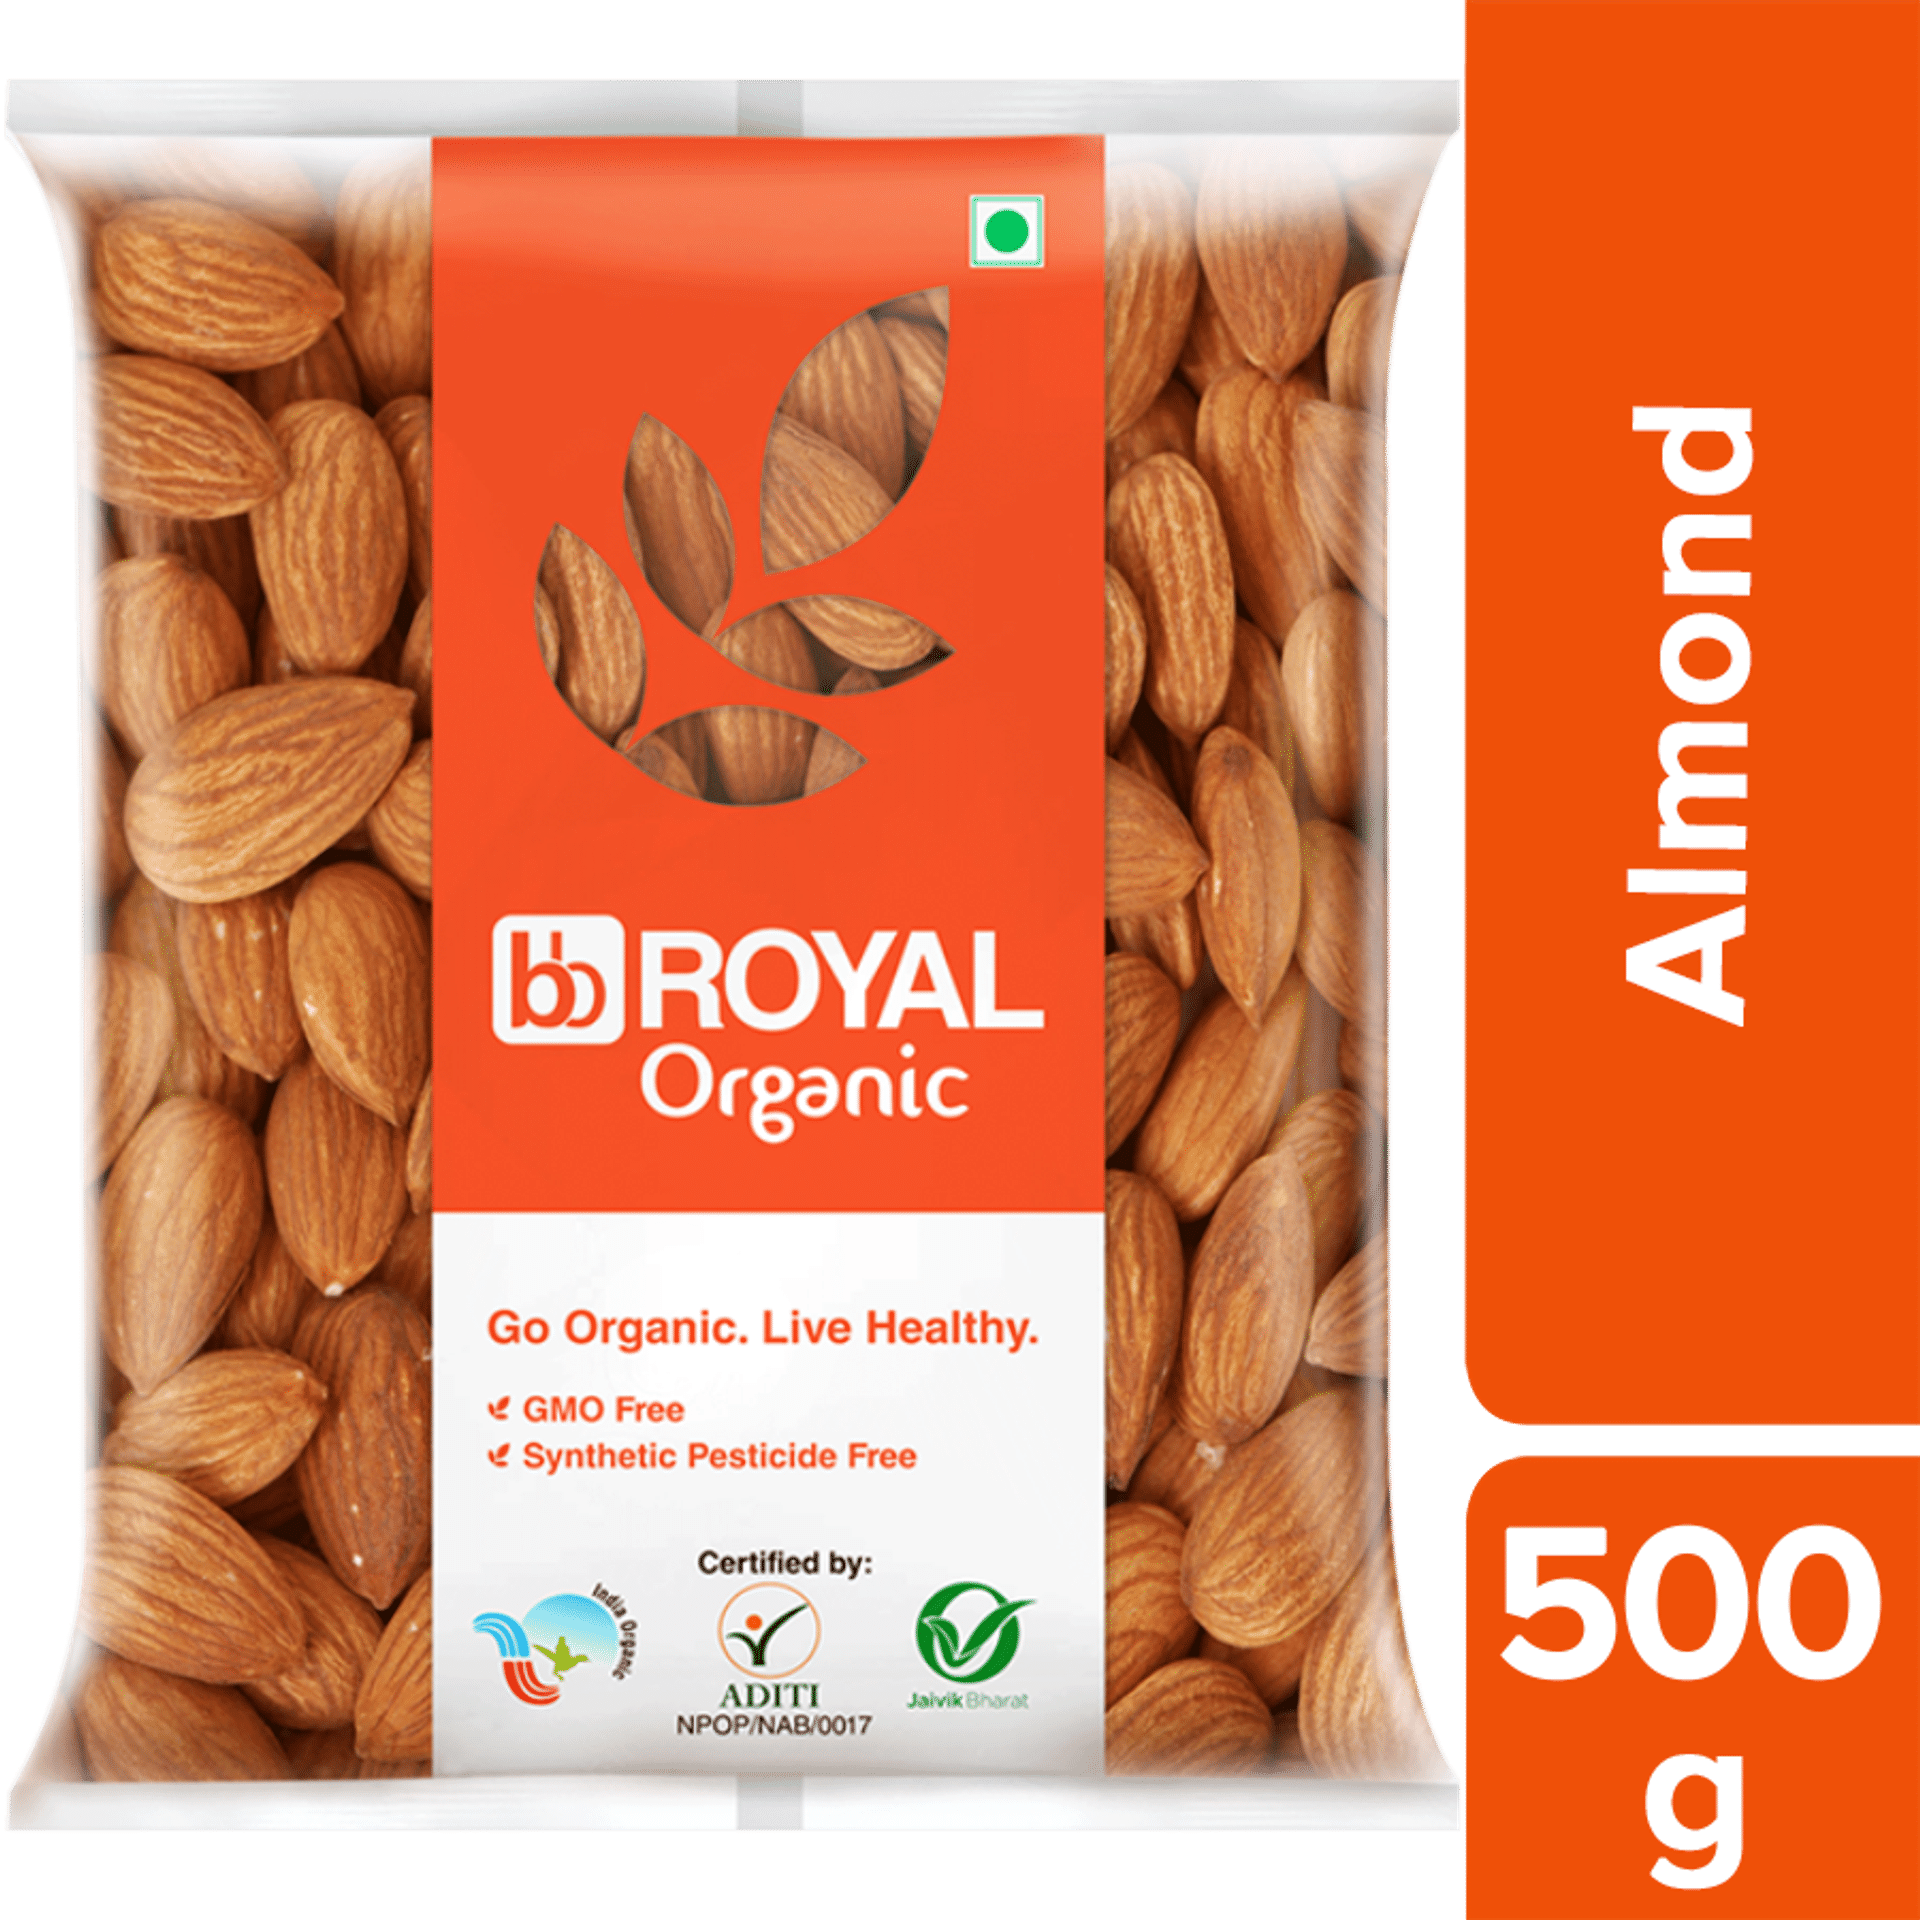 bb ROYAL
Organic
Go Organic. Live Healthy.
GMO Free
Synthetic Pesticide Free
Certified by:
India Organic
ADITI
NPOP/NAB/0017
Jaivik Bharat
Almond
500
g